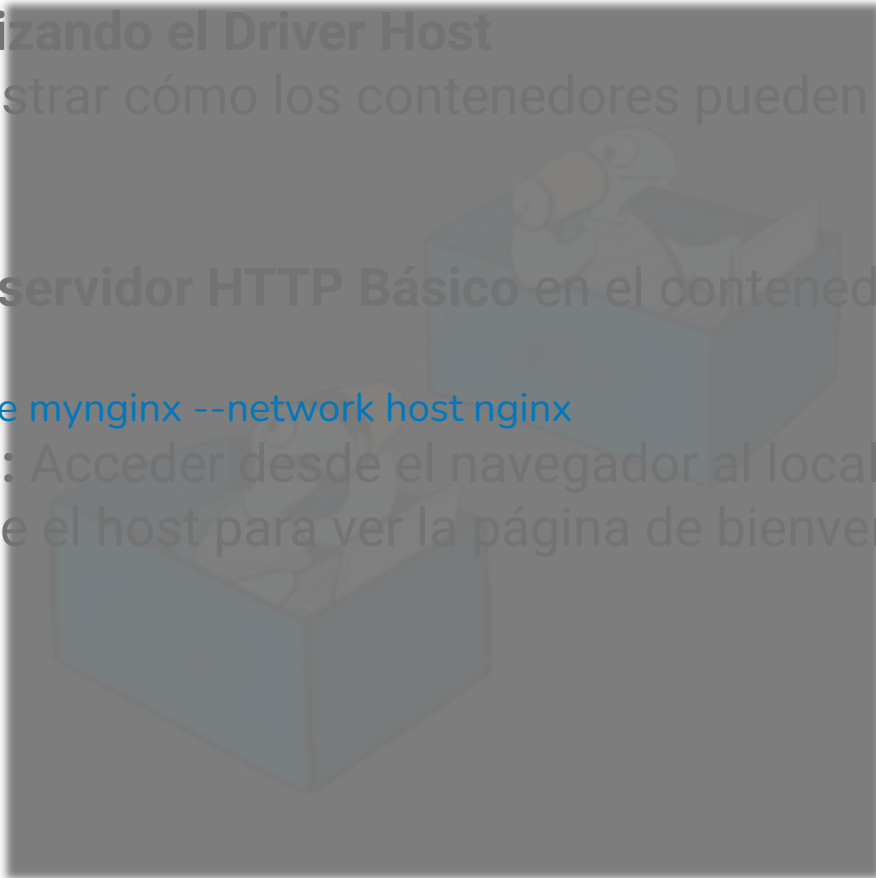 izando el Driver Host
strar cómo los contenedores pueden
servidor HTTP Básico en el contened
e mynginx --network host nginx
: Acceder desde el navegador al local
e el host para ver la página de bienver